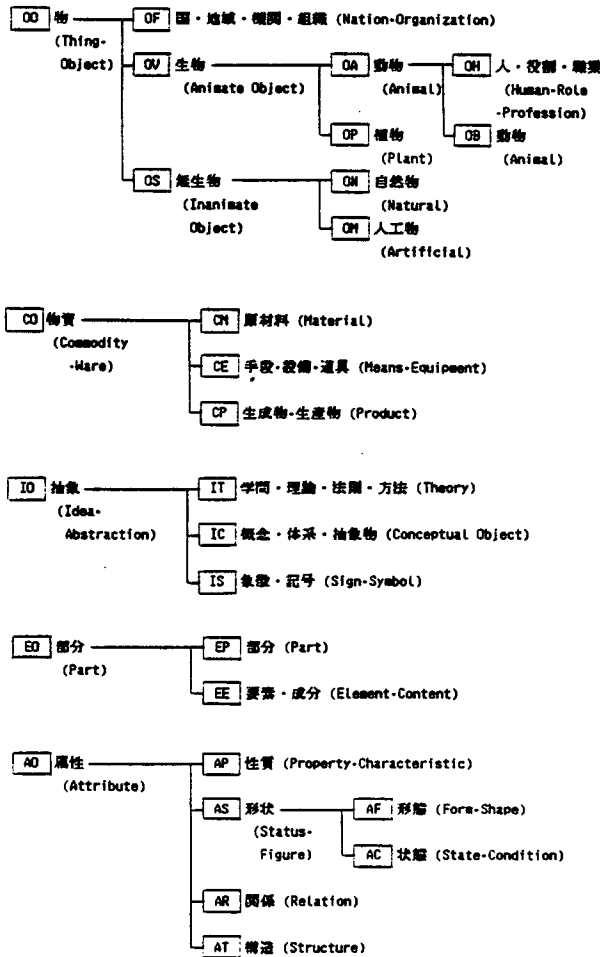 OO 物 OF 国・地域・機関・組織 (Nation-Organization)
(Thing-
Object) OV 生物 OA 動物 OH 人・役割・職業
(Animate Object) (Animal) (Human-Role
-Profession)
OP 植物 OB 動物
(Plant) (Animal)
OS 無生物 ON 自然物
(Inanimate (Natural)
Object) OM 人工物
(Artificial)
CO 物資 CM 原材料 (Material)
(Commodity
-Ware) CE 手段・設備・道具 (Means-Equipment)
CP 生成物・生産物 (Product)
IO 抽象 IT 学問・理論・法則・方法 (Theory)
(Idea-
Abstraction) IC 概念・体系・抽象物 (Conceptual Object)
IS 象徴・記号 (Sign-Symbol)
EO 部分 EP 部分 (Part)
(Part)
EE 要素・成分 (Element-Content)
AO 属性 AP 性質 (Property-Characteristic)
(Attribute)
AS 形状 AF 形態 (Form-Shape)
(Status-
Figure) AC 状態 (State-Condition)
AR 関係 (Relation)
AT 構造 (Structure)